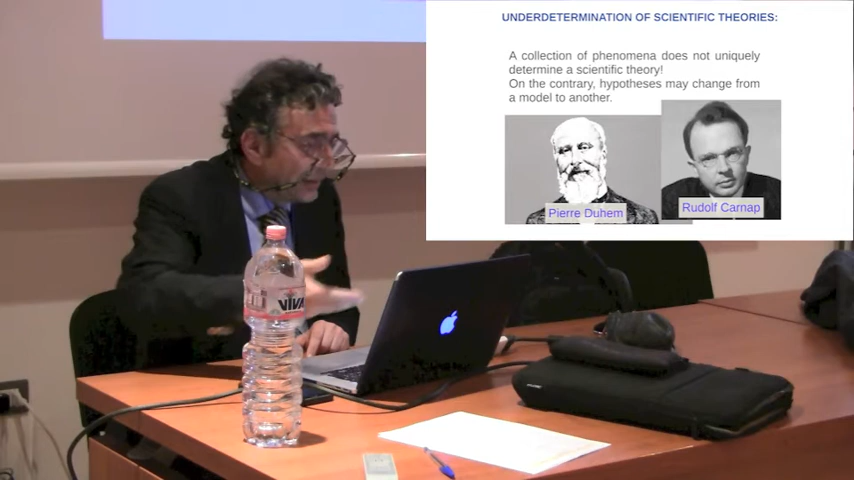 UNDERDETERMINATION OF SCIENTIFIC THEORIES:
A collection of phenomena does not uniquely
determine a scientific theory!
On the contrary, hypotheses may change from
a model to another.
Pierre Duhem
Rudolf Carnap
VIVA